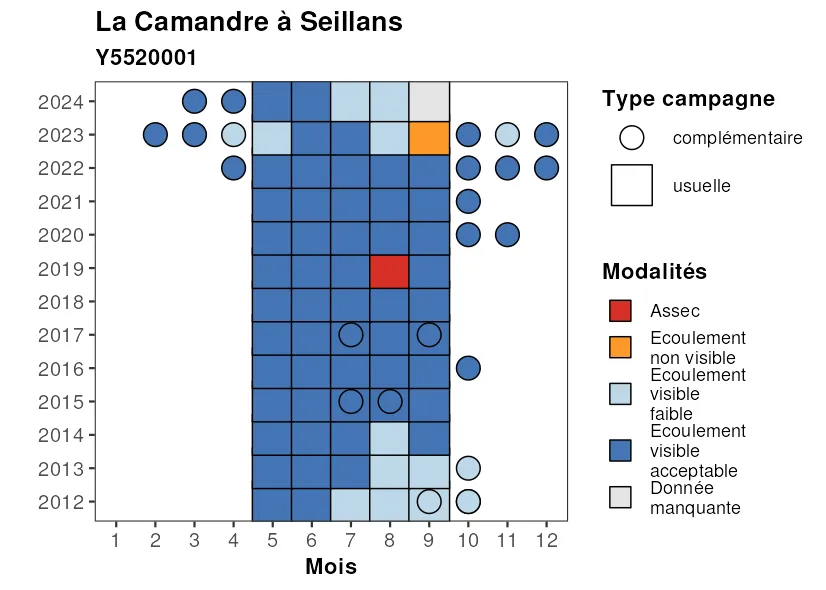 La Camandre à Seillans
Y5520001
2024
2023
2022
2021
2020
2019
2018
2017
2016
2015
2014
2013
2012
1 2 3 4 5 6 7 8 9 10 11 12
Mois
Type campagne
complémentaire
usuelle
Modalités
Assec
Ecoulement
non visible
Ecoulement
visible
faible
Ecoulement
visible
acceptable
Donnée
manquante